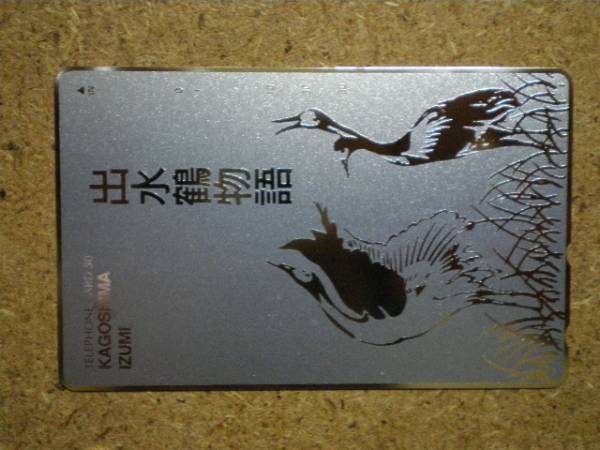 出水鶴物語
TELEPHONE CARD 50
KAGOSHIMA
IZUMI